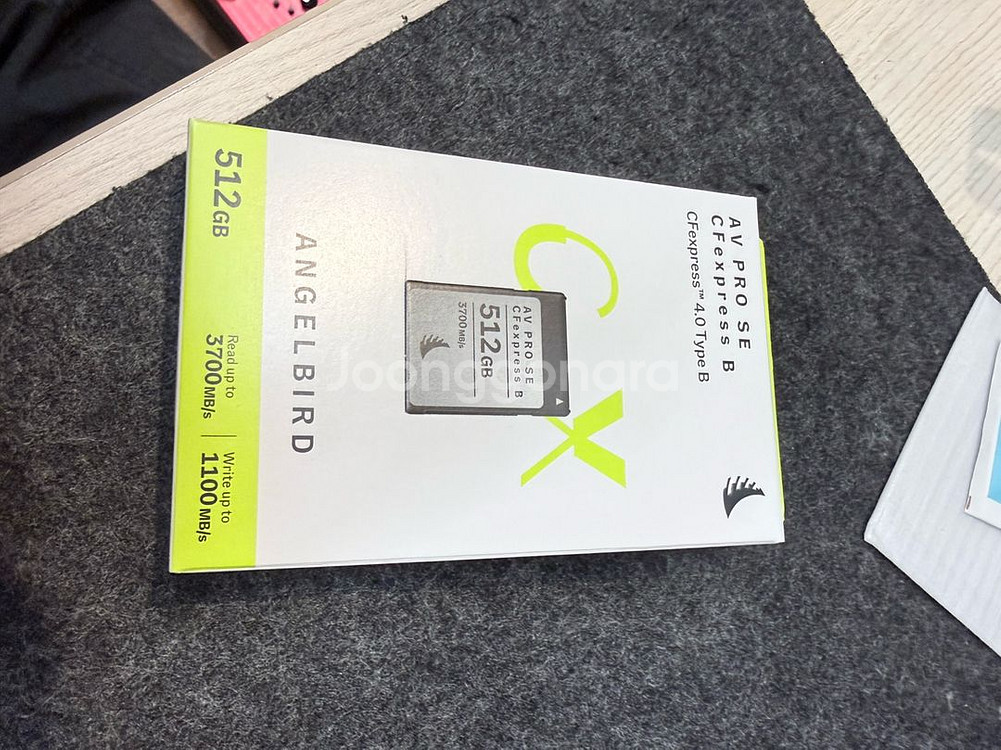 AV PRO SE
CFexpress B
CFexpress™ 4.0 Type B
CX
AV PRO SE
CFexpress B
512GB
3700MB/s
ANGELBIRD
512GB
Read up to
3700MB/s
Write up to
1100MB/s
Joonggonara